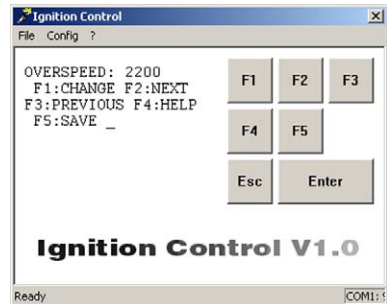 Ignition Control
File Config ?
OVERSPEED: 2200
F1:CHANGE F2:NEXT
F3:PREVIOUS F4:HELP
F5:SAVE _
F1 F2 F3
F4 F5
Esc Enter
Ignition Control V1.0
Ready COM1: